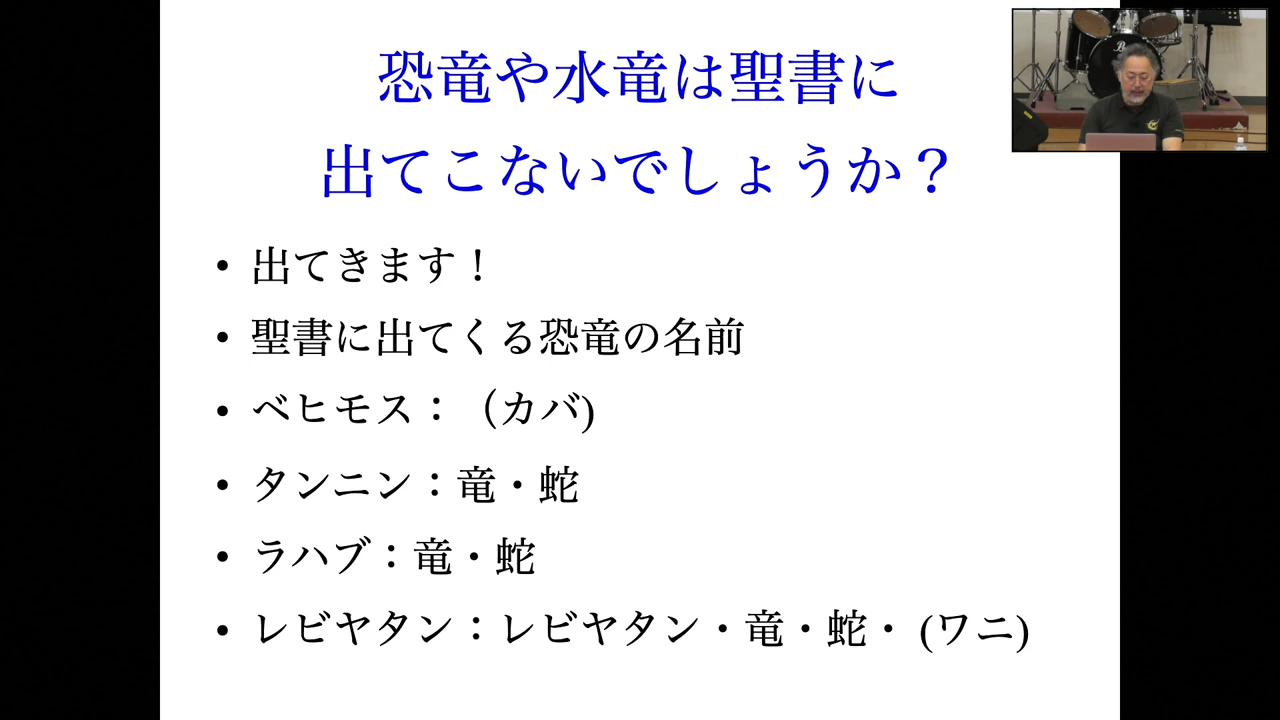 恐竜や水竜は聖書に
出てこないでしょうか？
• 出てきます！
• 聖書に出てくる恐竜の名前
• ベヒモス：（カバ)
• タンニン：竜・蛇
• ラハブ：竜・蛇
• レビヤタン：レビヤタン・竜・蛇・ (ワニ)